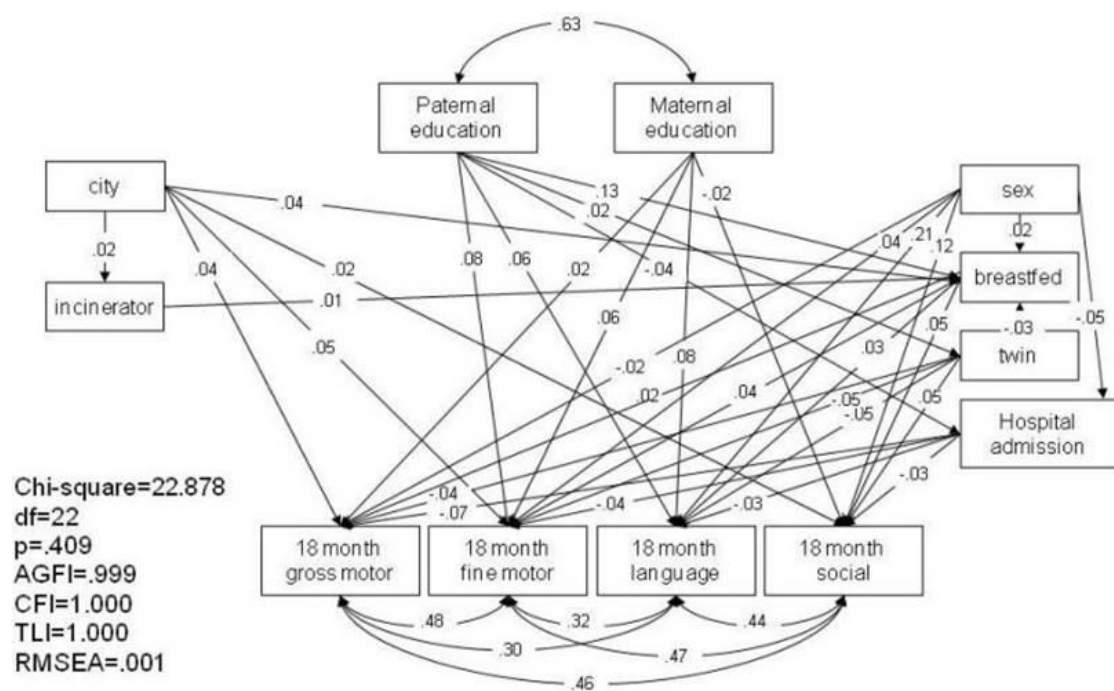 .63
Paternal
education
Maternal
education
city
sex
.13
-.02
.04
.02
.04
.21
.12
.02
.02
breastfed
.04
.02
.08
.06
.02
-.04
incinerator
.01
-.05
.05
-.03
twin
.05
.06
.08
.03
-.02
.02
.04
-.05
-.05
.05
Hospital
admission
-.03
-.04
-.07
-.04
-.03
Chi-square=22.878
df=22
p=.409
AGFI=.999
CFI=1.000
TLI=1.000
RMSEA=.001
18 month
gross motor
18 month
fine motor
18 month
language
18 month
social
.48
.32
.44
.30
.47
.46